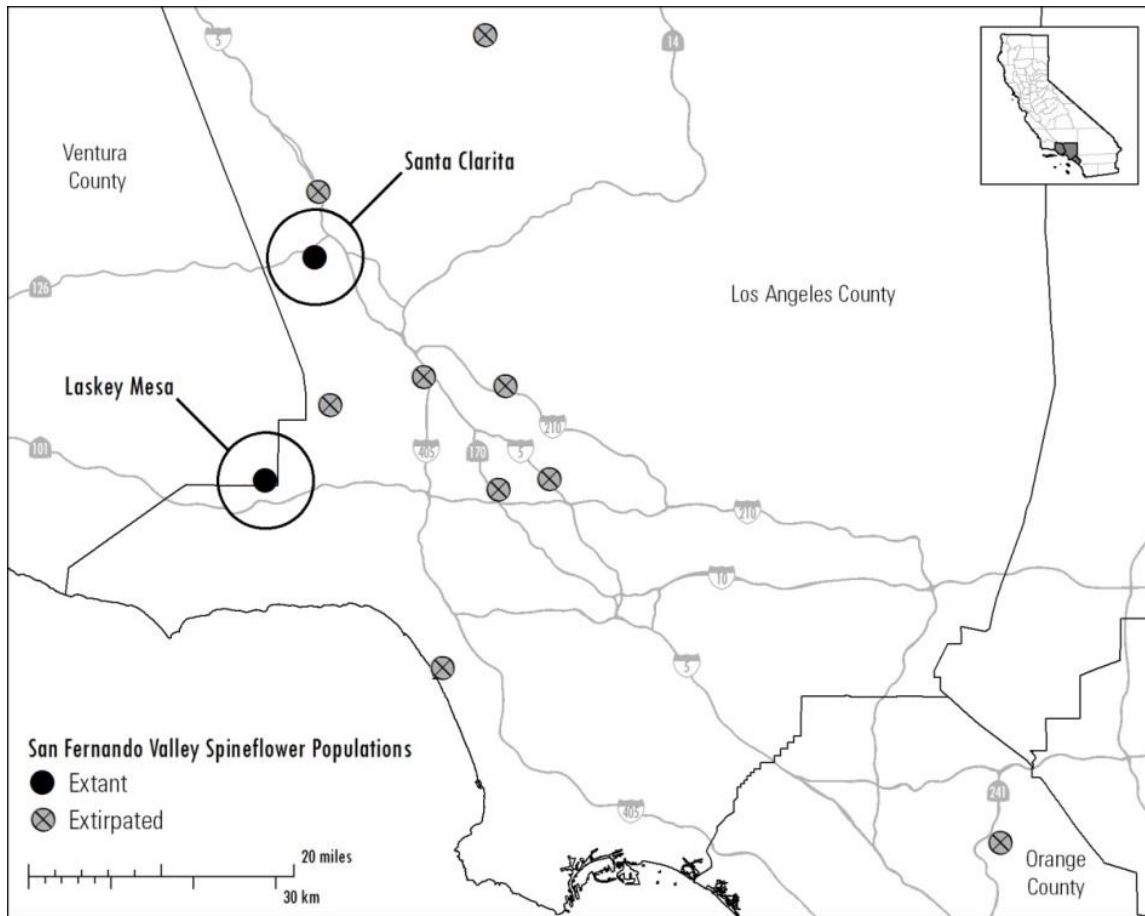 5
14
Ventura
County
Santa Clarita
126
Los Angeles County
Laskey Mesa
210
101
405
170
5
210
10
5
San Fernando Valley Spineflower Populations
Extant
Extirpated
241
405
20 miles
30 km
Orange
County